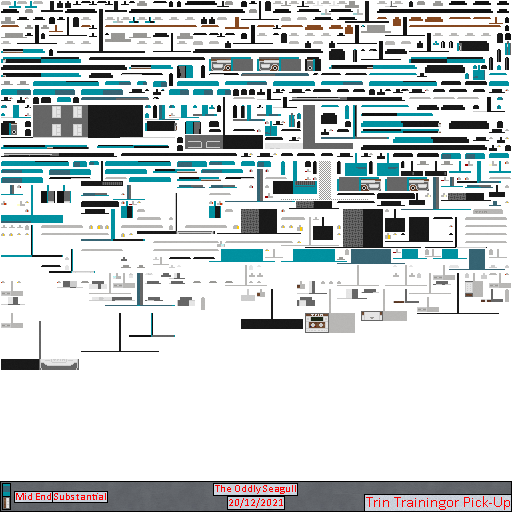 The Oddly Seagull
Mid End Substantial
20/12/2021
Trin Trainingor Pick-Up